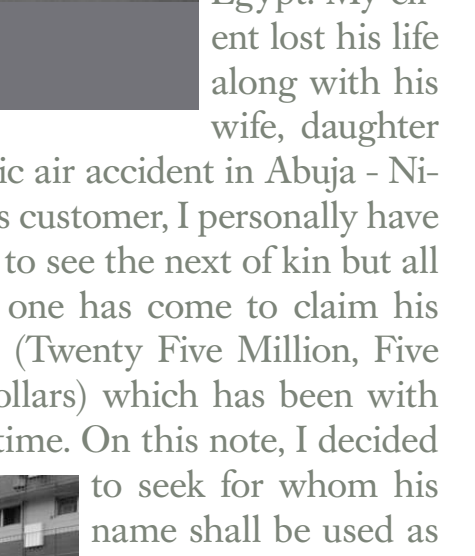 Egypt. My cli-
ent lost his life
along with his
wife, daughter
ic air accident in Abuja - Ni-
s customer, I personally have
to see the next of kin but all
one has come to claim his
(Twenty Five Million, Five
ollars) which has been with
time. On this note, I decided
to seek for whom his
name shall be used as